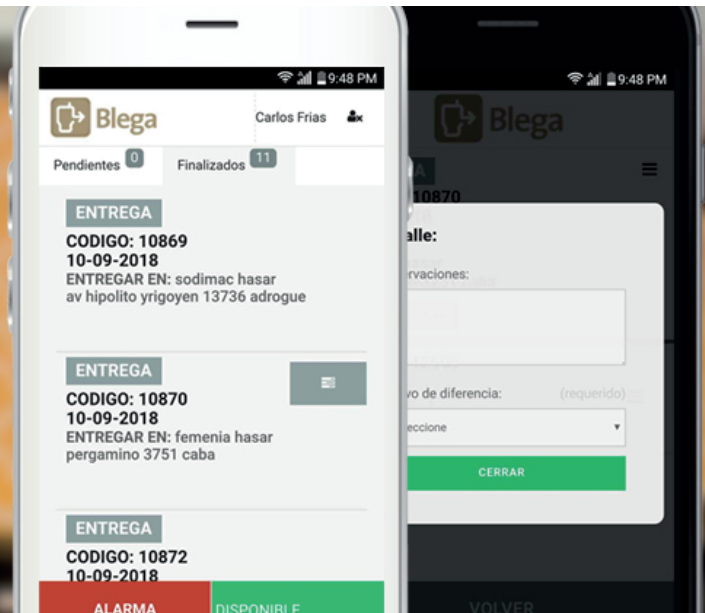 9:48 PM
Blega
Carlos Frias
Pendientes 0
Finalizados 11
ENTREGA
CODIGO: 10869
10-09-2018
ENTREGAR EN: sodimac hasar
av hipolito yrigoyen 13736 adrogue
ENTREGA
CODIGO: 10870
10-09-2018
ENTREGAR EN: femenia hasar
pergamino 3751 caba
ENTREGA
CODIGO: 10872
10-09-2018
ALARMA
DISPONIBLE
9:48 PM
Blega
A
10870
alle:
ervaciones:
vo de diferencia:
(requerido)
eccione
CERRAR
VOLVER